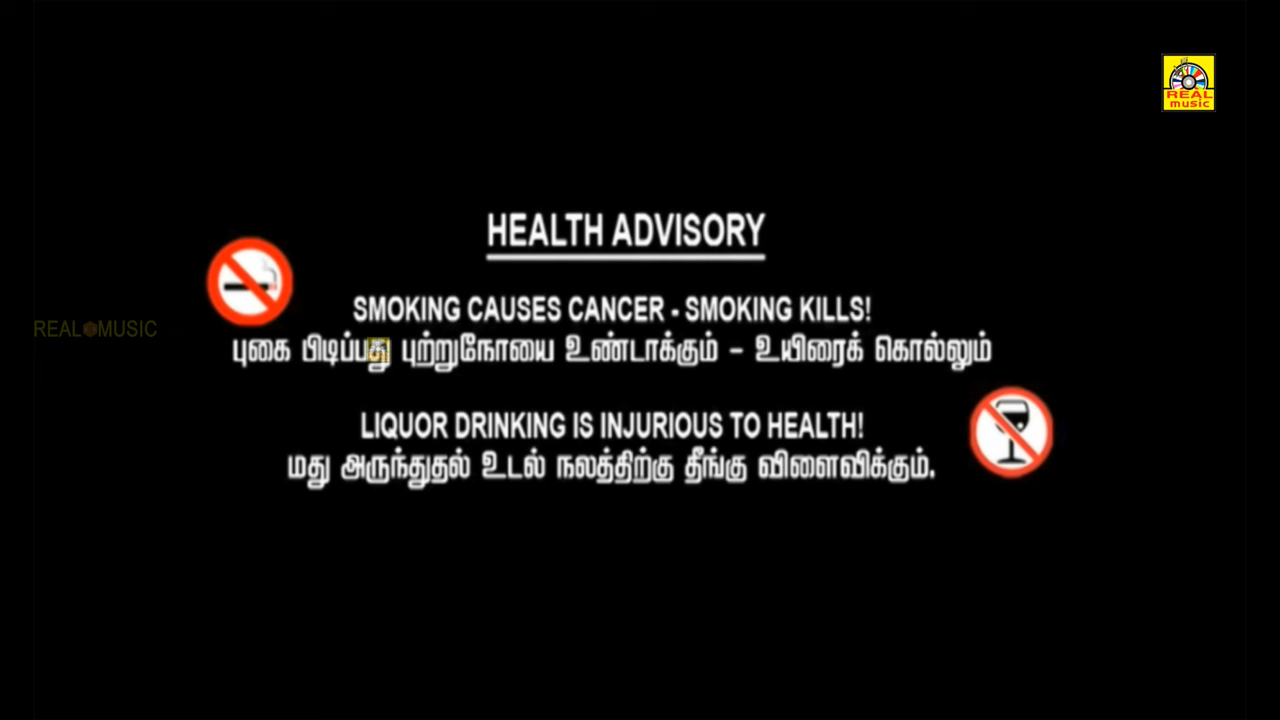 REAL
music
HEALTH ADVISORY
SMOKING CAUSES CANCER - SMOKING KILLS!
REAL MUSIC
புகை பிடிப்பது புற்றுநோயை உண்டாக்கும் – உயிரைக் கொல்லும்
LIQUOR DRINKING IS INJURIOUS TO HEALTH!
மது அருந்துதல் உடல் நலத்திற்கு தீங்கு விளைவிக்கும்.